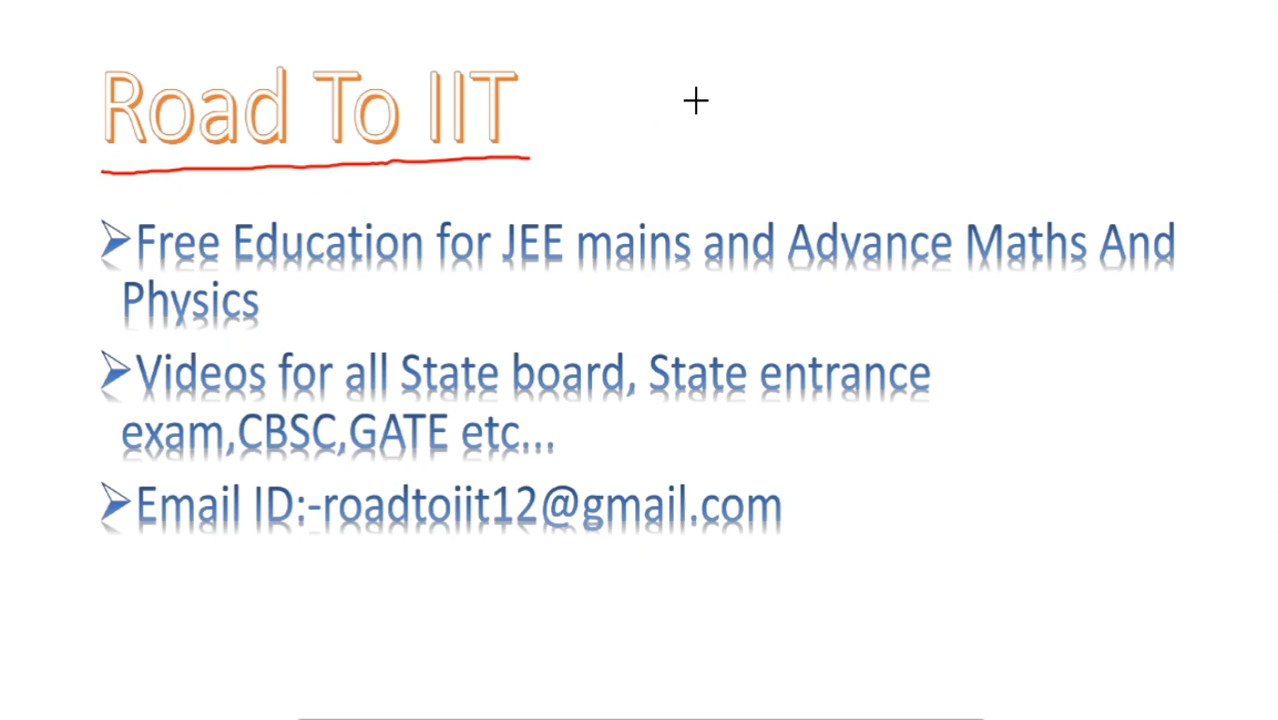 Road To IIT
Free Education for JEE mains and Advance Maths And
Physics
Videos for all State board, State entrance
exam,CBSC,GATE etc...
Email ID:-roadtoiit12@gmail.com